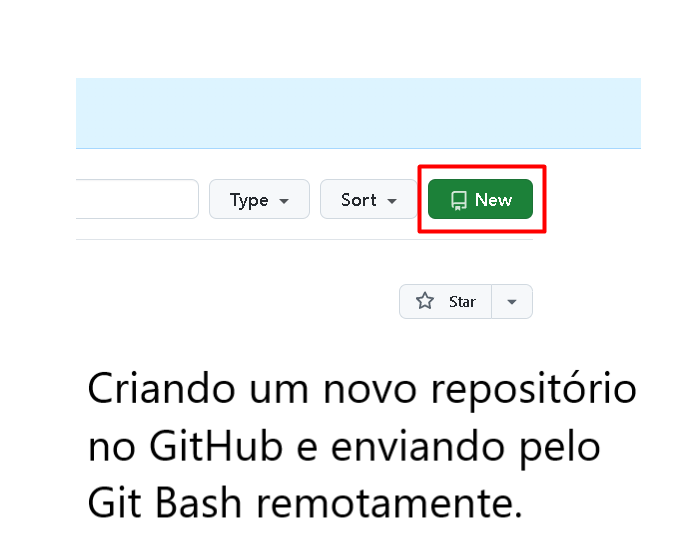 Type
Sort
New
Star
Criando um novo repositório
no GitHub e enviando pelo
Git Bash remotamente.